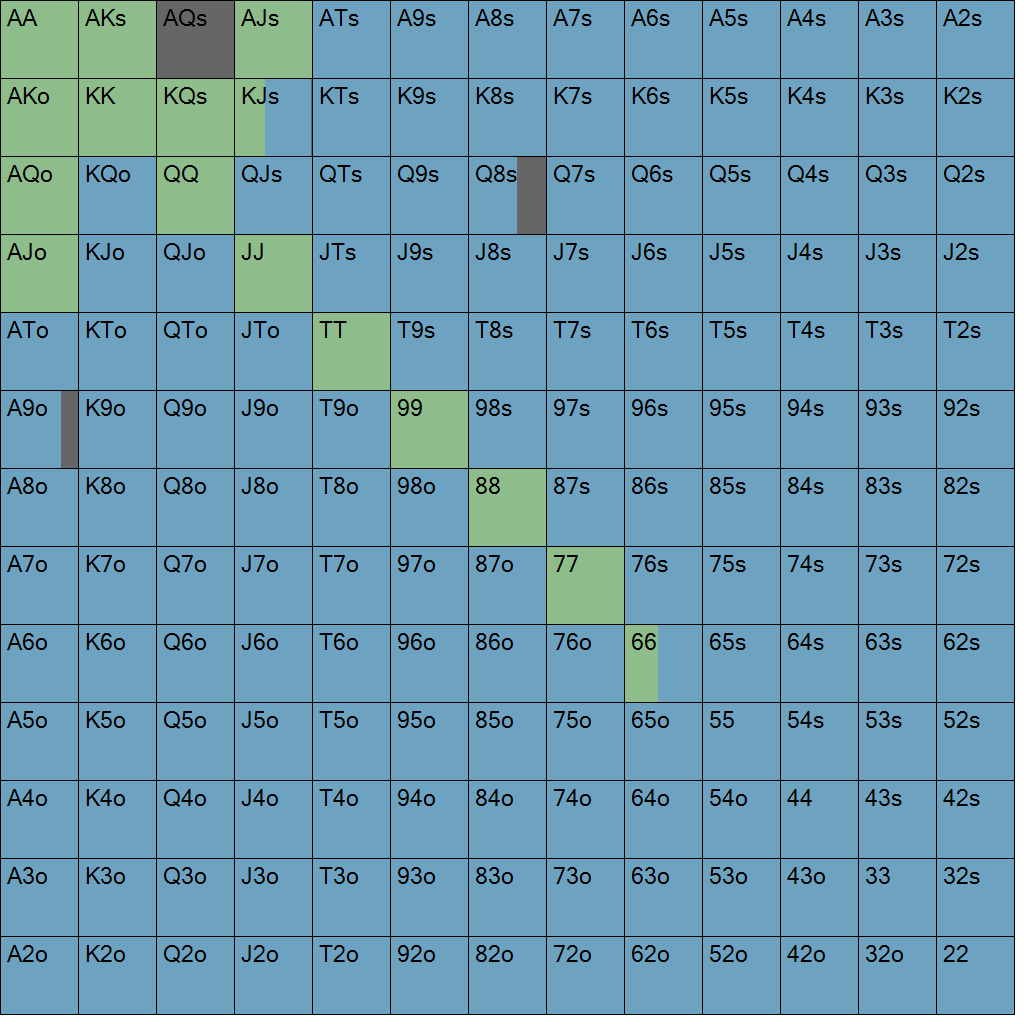 AA AKs AQs AJs ATs A9s A8s A7s A6s A5s A4s A3s A2s
AKo KK KQs KJs KTs K9s K8s K7s K6s K5s K4s K3s K2s
AQo KQo QQ QJs QTs Q9s Q8s Q7s Q6s Q5s Q4s Q3s Q2s
AJo KJo QJo JJ JTs J9s J8s J7s J6s J5s J4s J3s J2s
ATo KTo QTo JTo TT T9s T8s T7s T6s T5s T4s T3s T2s
A9o K9o Q9o J9o T9o 99 98s 97s 96s 95s 94s 93s 92s
A8o K8o Q8o J8o T8o 98o 88 87s 86s 85s 84s 83s 82s
A7o K7o Q7o J7o T7o 97o 87o 77 76s 75s 74s 73s 72s
A6o K6o Q6o J6o T6o 96o 86o 76o 66 65s 64s 63s 62s
A5o K5o Q5o J5o T5o 95o 85o 75o 65o 55 54s 53s 52s
A4o K4o Q4o J4o T4o 94o 84o 74o 64o 54o 44 43s 42s
A3o K3o Q3o J3o T3o 93o 83o 73o 63o 53o 43o 33 32s
A2o K2o Q2o J2o T2o 92o 82o 72o 62o 52o 42o 32o 22